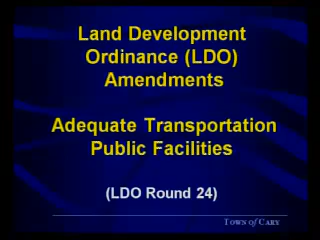 Land Development
Ordinance (LDO)
Amendments
Adequate Transportation
Public Facilities
(LDO Round 24)
TOWN of CARY